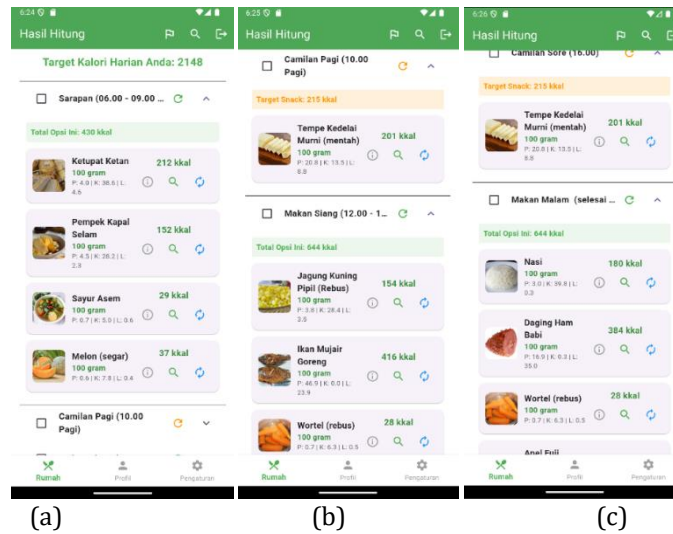 6:24
Hasil Hitung
Target Kalori Harian Anda: 2148
Sarapan (06.00 - 09.00 ...
Total Opsi Ini: 430 kkal
Ketupat Ketan
212 kkal
100 gram
P: 4.0 | K: 38.6 | L:
4.6
Pempek Kapal
Selam
152 kkal
100 gram
P: 4.5 | K: 26.2 | L:
2.8
Sayur Asem
29 kkal
100 gram
P: 0.7 | K: 5.0 | L: 0.6
Melon (segar)
37 kkal
100 gram
P: 0.6 | K: 7.8 | L: 0.4
Camilan Pagi (10.00
Pagi)
Rumah
Profil
Pengaturan
(a)
6:25
Hasil Hitung
Camilan Pagi (10.00
Pagi)
Target Snack: 215 kkal
Tempe Kedelai
Murni (mentah)
201 kkal
100 gram
P: 20.8 | K: 13.5 | L:
8.8
Makan Siang (12.00 - 1...
Total Opsi Ini: 644 kkal
Jagung Kuning
Pipil (Rebus)
154 kkal
100 gram
P: 3.8 | K: 28.4 | L:
3.6
Ikan Mujair
Goreng
416 kkal
100 gram
P: 46.9 | K: 0.0 | L:
23.9
Wortel (rebus)
28 kkal
100 gram
P: 0.7 | K: 6.3 | L: 0.5
Rumah
Profil
Pengaturan
(b)
6:26
Hasil Hitung
Camilan Sore (16.00)
Target Snack: 215 kkal
Tempe Kedelai
Murni (mentah)
201 kkal
100 gram
P: 20.8 | K: 13.5 | L:
8.8
Makan Malam (selesai ...
Total Opsi Ini: 644 kkal
Nasi
180 kkal
100 gram
P: 3.0 | K: 39.8 | L:
0.3
Daging Ham
Babi
384 kkal
100 gram
P: 16.9 | K: 0.3 | L:
35.0
Wortel (rebus)
28 kkal
100 gram
P: 0.7 | K: 6.3 | L: 0.5
Apel Fuji
Rumah
Profil
Pengaturan
(c)